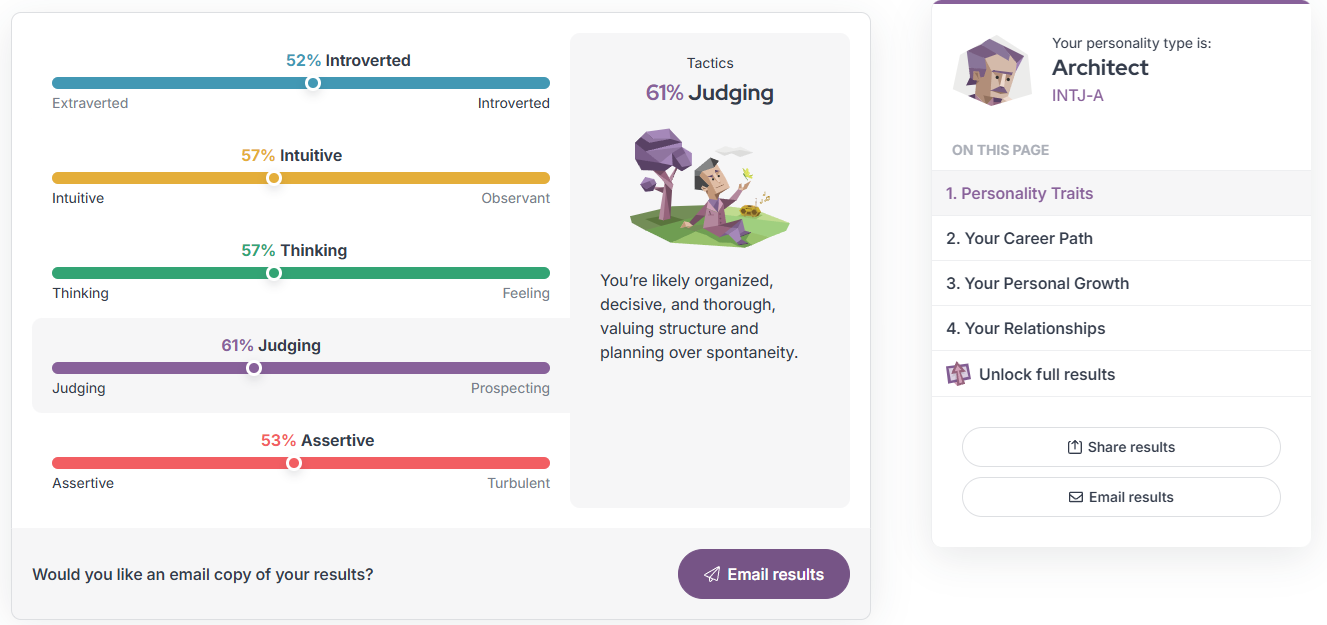 52% Introverted
Extraverted Introverted
57% Intuitive
Intuitive Observant
57% Thinking
Thinking Feeling
61% Judging
Judging Prospecting
53% Assertive
Assertive Turbulent
Tactics
61% Judging
You’re likely organized,
decisive, and thorough,
valuing structure and
planning over spontaneity.
Would you like an email copy of your results?
Email results
Your personality type is:
Architect
INTJ-A
ON THIS PAGE
1. Personality Traits
2. Your Career Path
3. Your Personal Growth
4. Your Relationships
Unlock full results
Share results
Email results